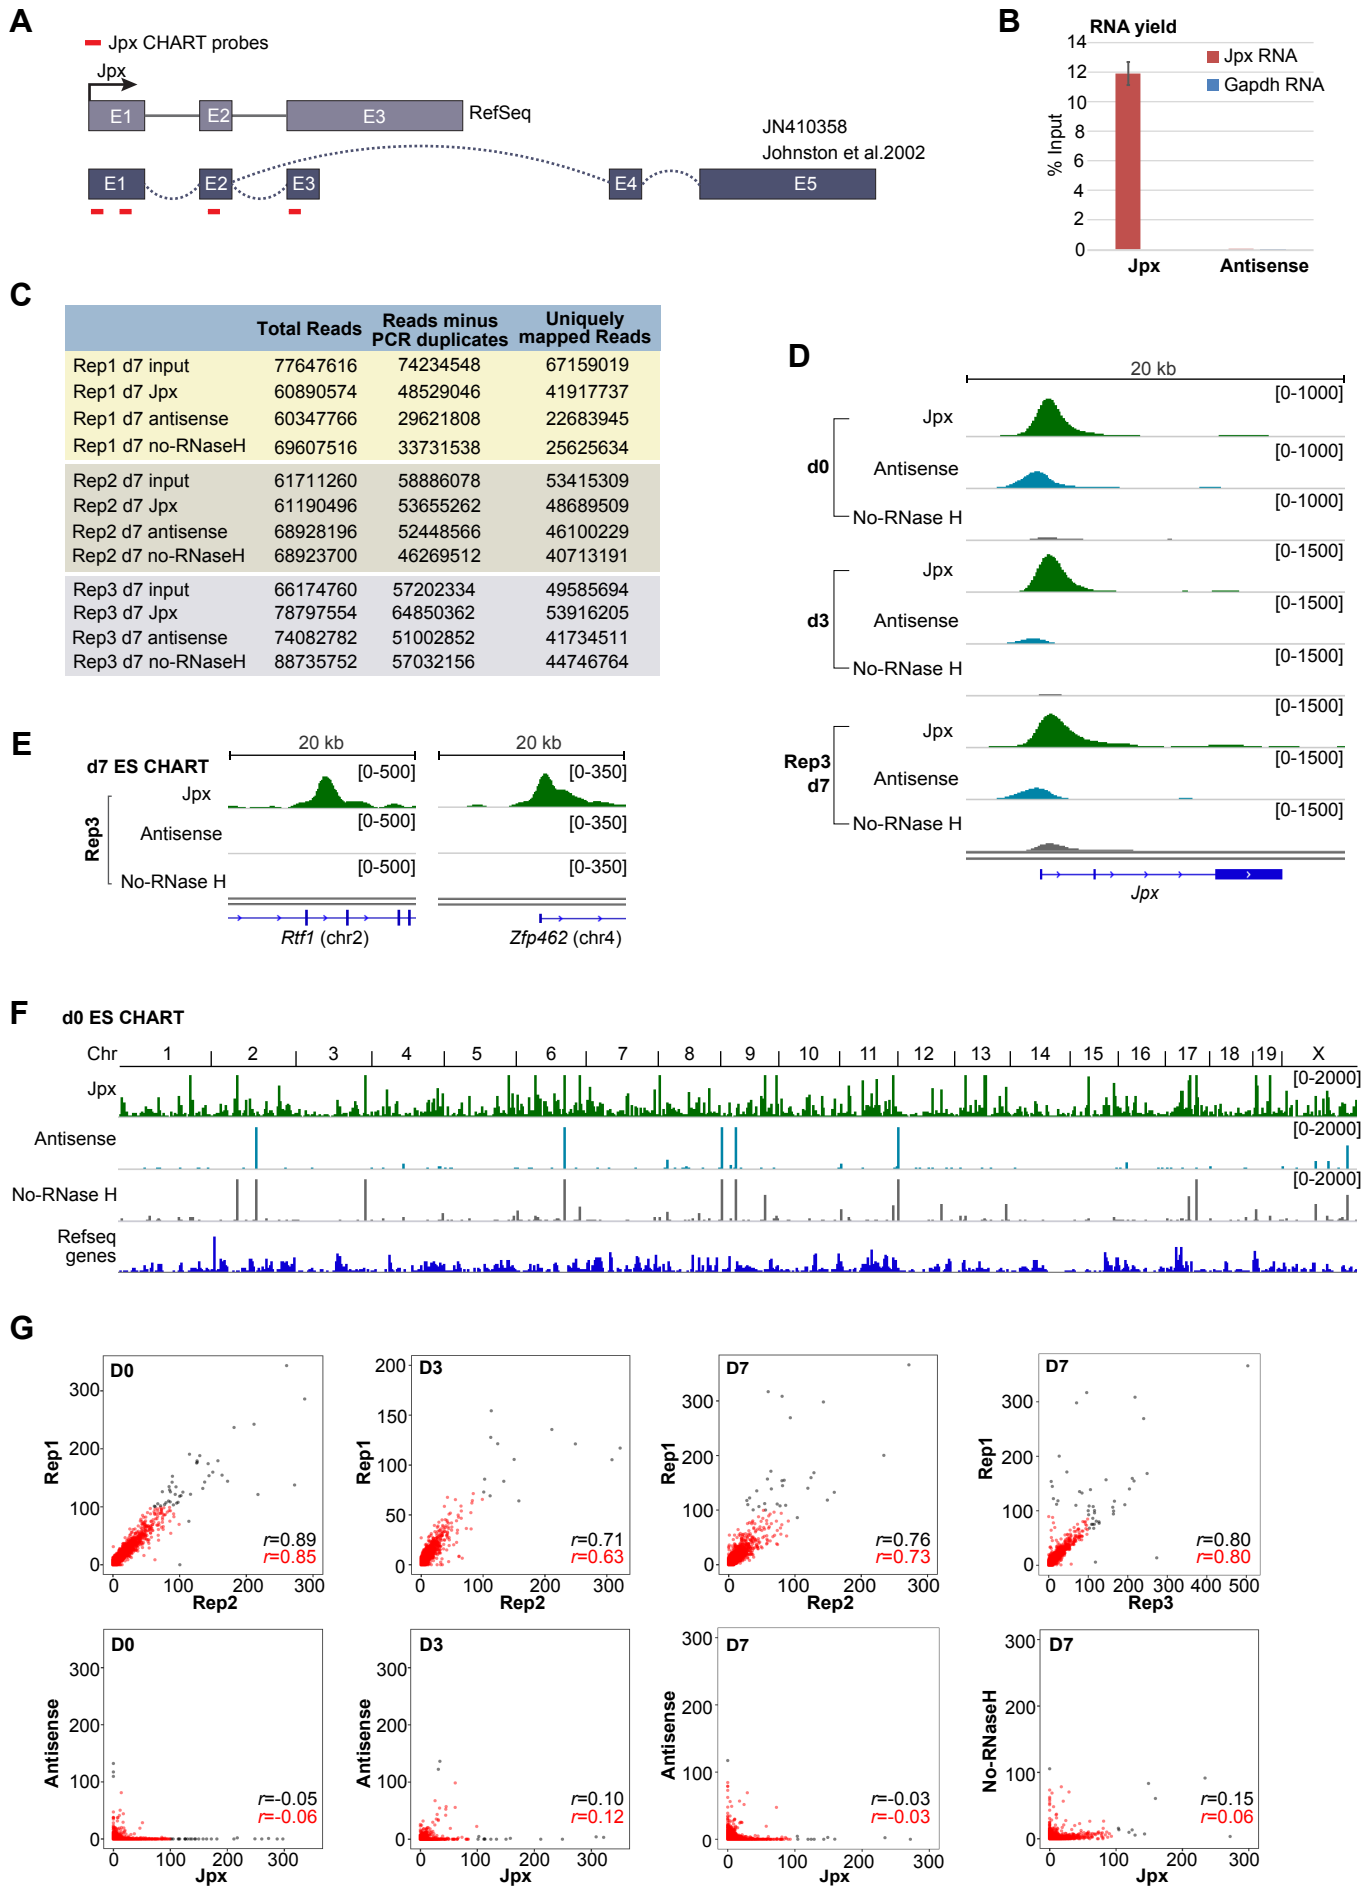 A
Jpx CHART probes
Jpx
E1 E2 E3 RefSeq
JN410358
Johnston et al.2002
E1 E2 E3 E4 E5
B
RNA yield
14
12
10
8
6
4
2
0
% Input
Jpx RNA
Gapdh RNA
Jpx Antisense
C
Total Reads Reads minus PCR duplicates Uniquely mapped Reads
Rep1 d7 input 77647616 74234548 67159019
Rep1 d7 Jpx 60890574 48529046 41917737
Rep1 d7 antisense 60347766 29621808 22683945
Rep1 d7 no-RNaseH 69607516 33731538 25625634
Rep2 d7 input 61711260 58886078 53415309
Rep2 d7 Jpx 61190496 53655262 48689509
Rep2 d7 antisense 68928196 52448566 46100229
Rep2 d7 no-RNaseH 68923700 46269512 40713191
Rep3 d7 input 66174760 57202334 49585694
Rep3 d7 Jpx 78797554 64850362 53916205
Rep3 d7 antisense 74082782 51002852 41734511
Rep3 d7 no-RNaseH 88735752 57032156 44746764
D
20 kb
d0
Jpx [0-1000]
Antisense [0-1000]
No-RNase H [0-1000]
d3
Jpx [0-1500]
Antisense [0-1500]
No-RNase H [0-1500]
Rep3
d7
Jpx [0-1500]
Antisense [0-1500]
No-RNase H [0-1500]
Jpx
E
d7 ES CHART
20 kb 20 kb
Rep3
Jpx [0-500] [0-350]
Antisense [0-500] [0-350]
No-RNase H [0-500] [0-350]
Rtf1 (chr2) Zfp462 (chr4)
F
d0 ES CHART
Chr 1 2 3 4 5 6 7 8 9 10 11 12 13 14 15 16 17 18 19 X
Jpx [0-2000]
Antisense [0-2000]
No-RNase H [0-2000]
Refseq
genes
G
D0
Rep1
300
200
100
0
r=0.89
r=0.85
0 100 200 300
Rep2
D3
Rep1
200
150
100
50
0
r=0.71
r=0.63
0 100 200 300
Rep2
D7
Rep1
300
200
100
0
r=0.76
r=0.73
0 100 200 300
Rep2
D7
Rep1
300
200
100
0
r=0.80
r=0.80
0 100 200 300 400 500
Rep3
D0
Antisense
300
200
100
0
r=-0.05
r=-0.06
0 100 200 300
Jpx
D3
Antisense
300
200
100
0
r=0.10
r=0.12
0 100 200 300
Jpx
D7
Antisense
300
200
100
0
r=-0.03
r=-0.03
0 100 200 300
Jpx
D7
No-RNaseH
300
200
100
0
r=0.15
r=0.06
0 100 200 300
Jpx